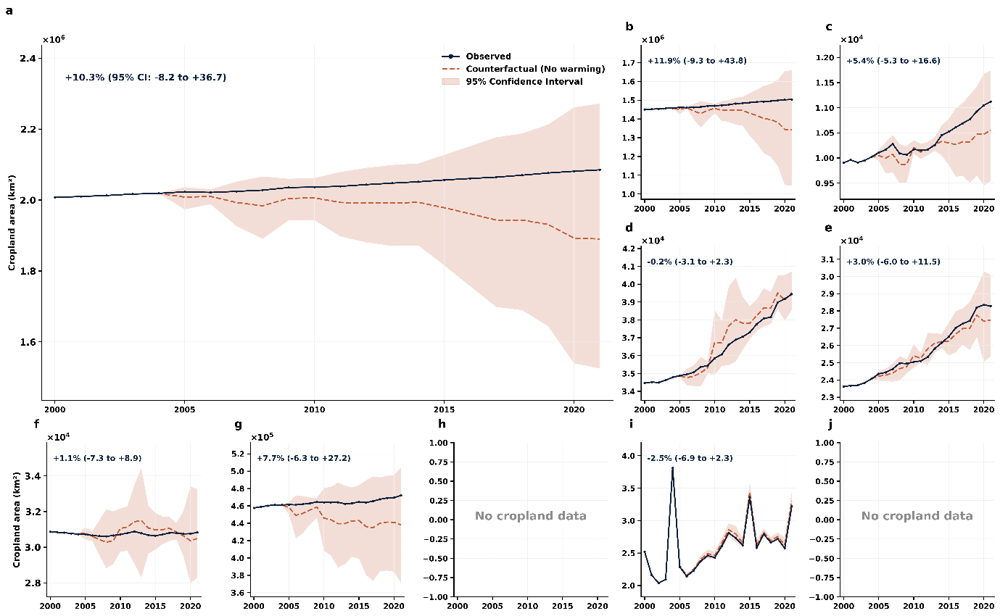 a
×10⁶
+10.3% (95% CI: -8.2 to +36.7)
Observed
Counterfactual (No warming)
95% Confidence Interval
Cropland area (km²)
2.4
2.2
2.0
1.8
1.6
2000 2005 2010 2015 2020
b
×10⁶
+11.9% (-9.3 to +43.8)
1.7
1.6
1.5
1.4
1.3
1.2
1.1
1.0
2000 2005 2010 2015 2020
c
×10⁴
+5.4% (-5.3 to +16.6)
1.20
1.15
1.10
1.05
1.00
0.95
2000 2005 2010 2015 2020
d
×10⁴
-0.2% (-3.1 to +2.3)
4.2
4.1
4.0
3.9
3.8
3.7
3.6
3.5
3.4
2000 2005 2010 2015 2020
e
×10⁴
+3.0% (-6.0 to +11.5)
3.1
3.0
2.9
2.8
2.7
2.6
2.5
2.4
2.3
2000 2005 2010 2015 2020
f
×10⁴
+1.1% (-7.3 to +8.9)
Cropland area (km²)
3.4
3.2
3.0
2.8
2000 2005 2010 2015 2020
g
×10⁵
+7.7% (-6.3 to +27.2)
5.2
5.0
4.8
4.6
4.4
4.2
4.0
3.8
3.6
2000 2005 2010 2015 2020
h
1.00
0.75
0.50
0.25
0.00
−0.25
−0.50
−0.75
−1.00
No cropland data
2000 2005 2010 2015 2020
i
-2.5% (-6.9 to +2.3)
4.0
3.5
3.0
2.5
2.0
2000 2005 2010 2015 2020
j
1.00
0.75
0.50
0.25
0.00
−0.25
−0.50
−0.75
−1.00
No cropland data
2000 2005 2010 2015 2020